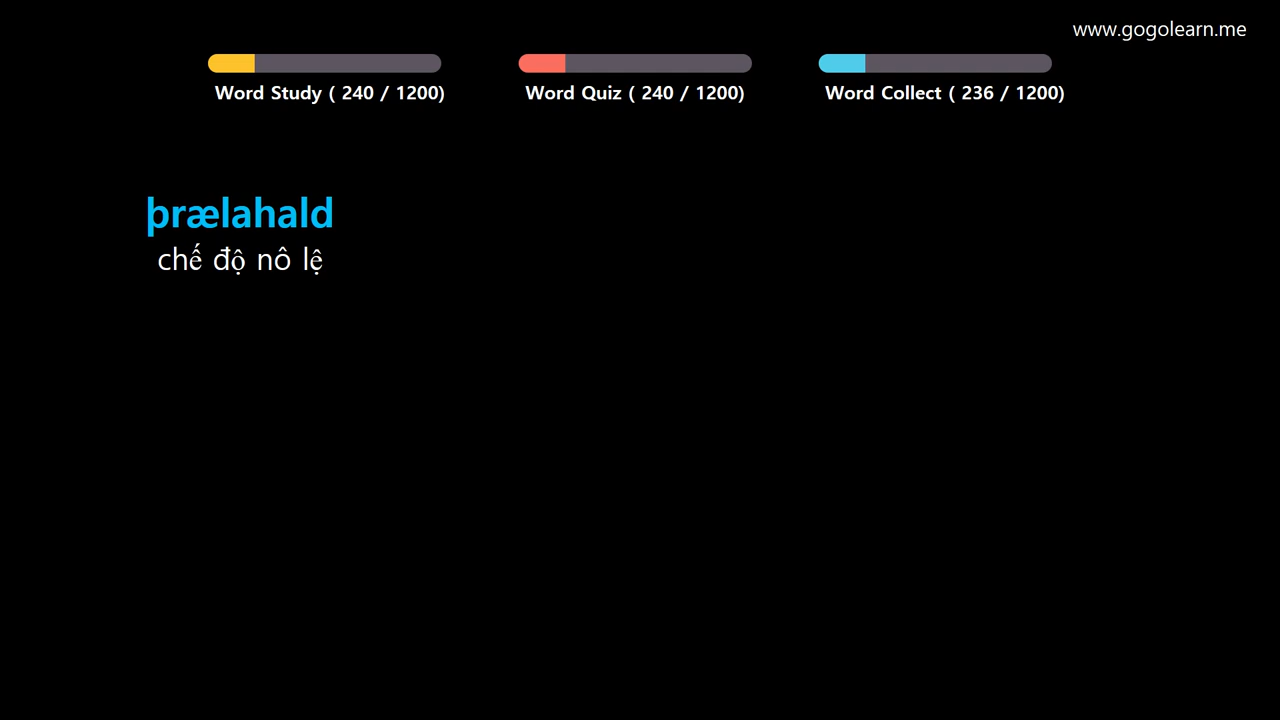 www.gogolearn.me
Word Study ( 240 / 1200)
Word Quiz ( 240 / 1200)
Word Collect ( 236 / 1200)
þrælahald
chế độ nô lệ